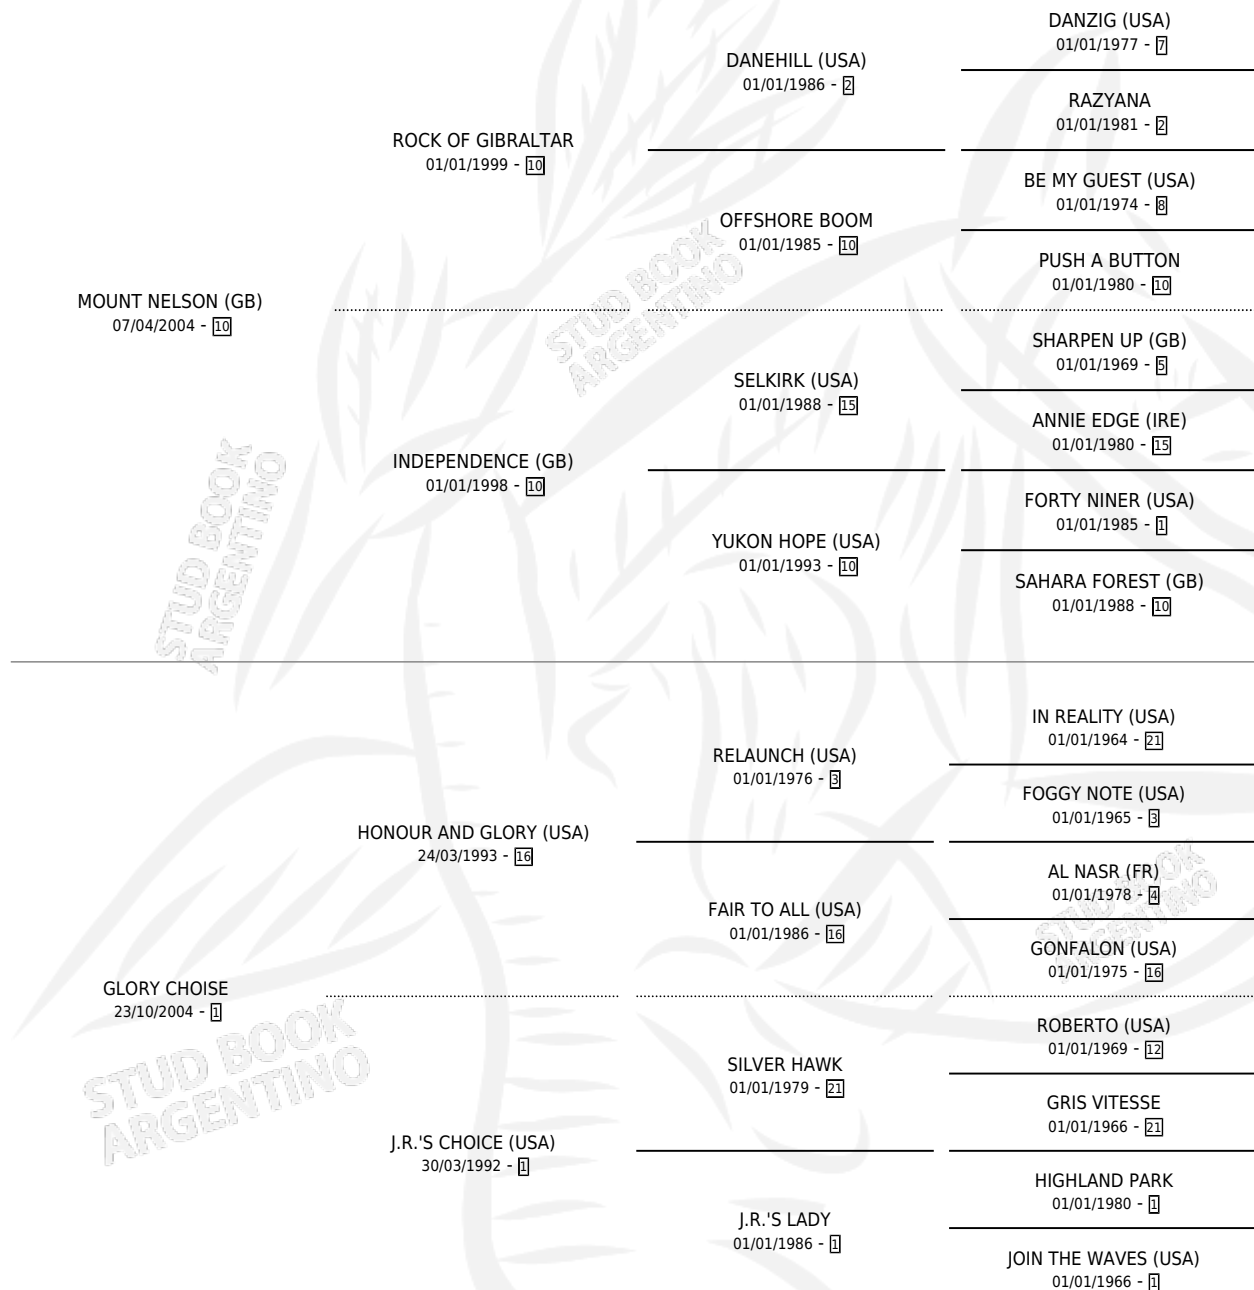 DANZIG (USA)
01/01/1977 - 7
DANEHILL (USA)
01/01/1986 - 2
RAZYANA
01/01/1981 - 2
ROCK OF GIBRALTAR
01/01/1999 - 10
BE MY GUEST (USA)
01/01/1974 - 8
OFFSHORE BOOM
01/01/1985 - 10
PUSH A BUTTON
01/01/1980 - 10
MOUNT NELSON (GB)
07/04/2004 - 10
STUD BOOK
ARGENTINO
SHARPEN UP (GB)
01/01/1969 - 5
SELKIRK (USA)
01/01/1988 - 15
ANNIE EDGE (IRE)
01/01/1980 - 15
INDEPENDENCE (GB)
01/01/1998 - 10
FORTY NINER (USA)
01/01/1985 - 1
YUKON HOPE (USA)
01/01/1993 - 10
SAHARA FOREST (GB)
01/01/1988 - 10
STUD BOOK
ARGENTINO
IN REALITY (USA)
01/01/1964 - 21
RELAUNCH (USA)
01/01/1976 - 3
FOGGY NOTE (USA)
01/01/1965 - 3
HONOUR AND GLORY (USA)
24/03/1993 - 16
AL NASR (FR)
01/01/1978 - 4
FAIR TO ALL (USA)
01/01/1986 - 16
STUD BOOK
ARGENTINO
GONFALON (USA)
01/01/1975 - 16
GLORY CHOISE
23/10/2004 - 1
ROBERTO (USA)
01/01/1969 - 12
SILVER HAWK
01/01/1979 - 21
STUD BOOK
ARGENTINO
GRIS VITESSE
01/01/1966 - 21
J.R.'S CHOICE (USA)
30/03/1992 - 1
HIGHLAND PARK
01/01/1980 - 1
J.R.'S LADY
01/01/1986 - 1
JOIN THE WAVES (USA)
01/01/1966 - 1